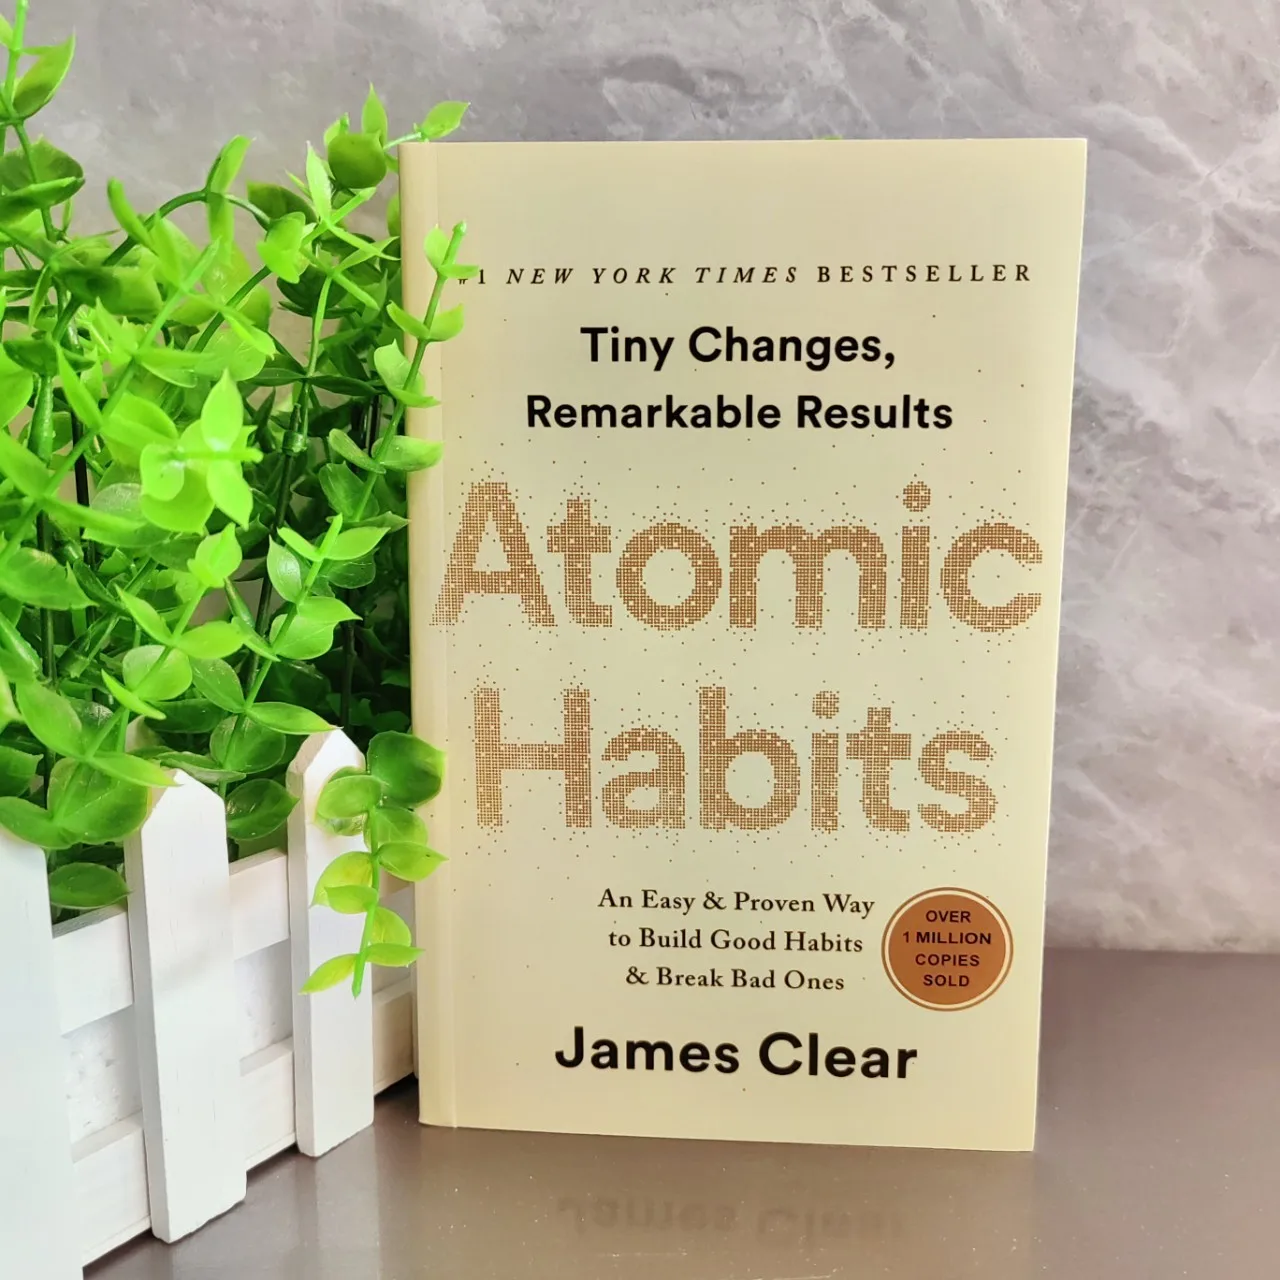 #1 NEW YORK TIMES BESTSELLER
Tiny Changes,
Remarkable Results
Atomic
Habits
An Easy & Proven Way
to Build Good Habits
& Break Bad Ones
OVER
1 MILLION
COPIES
SOLD
James Clear